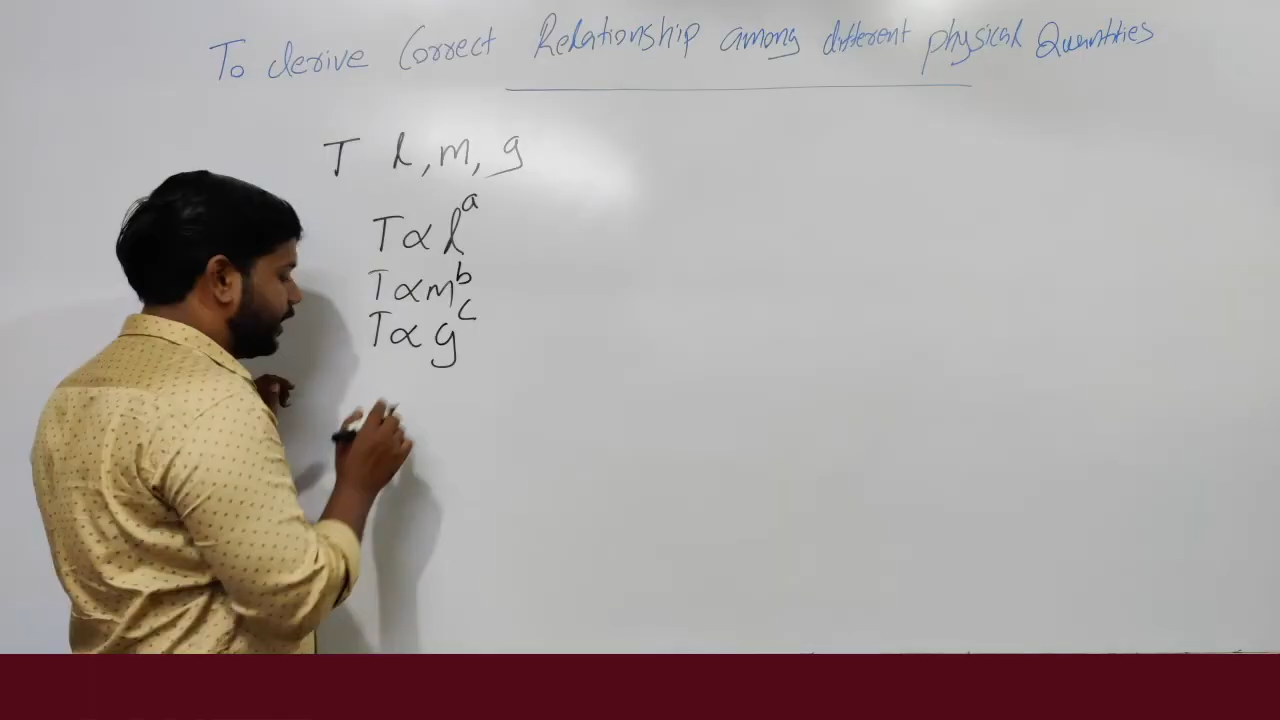 To derive Correct Relationship among different physical Quantities
T l, m, g
T ∝ l^a
T ∝ m^b
T ∝ g^c